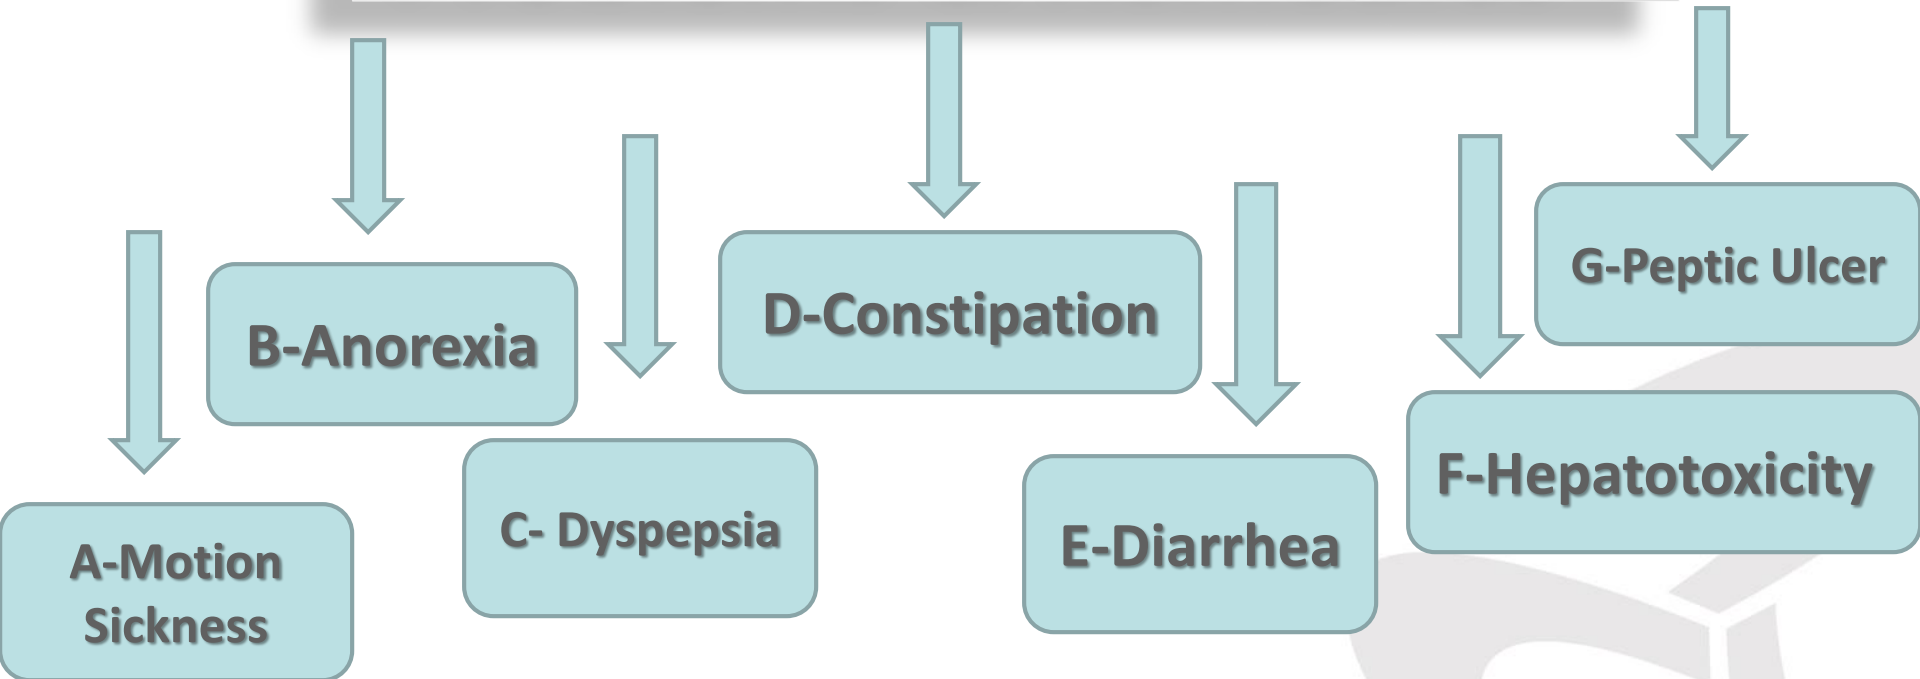 A-Motion
Sickness
B-Anorexia
C- Dyspepsia
D-Constipation
E-Diarrhea
F-Hepatotoxicity
G-Peptic Ulcer